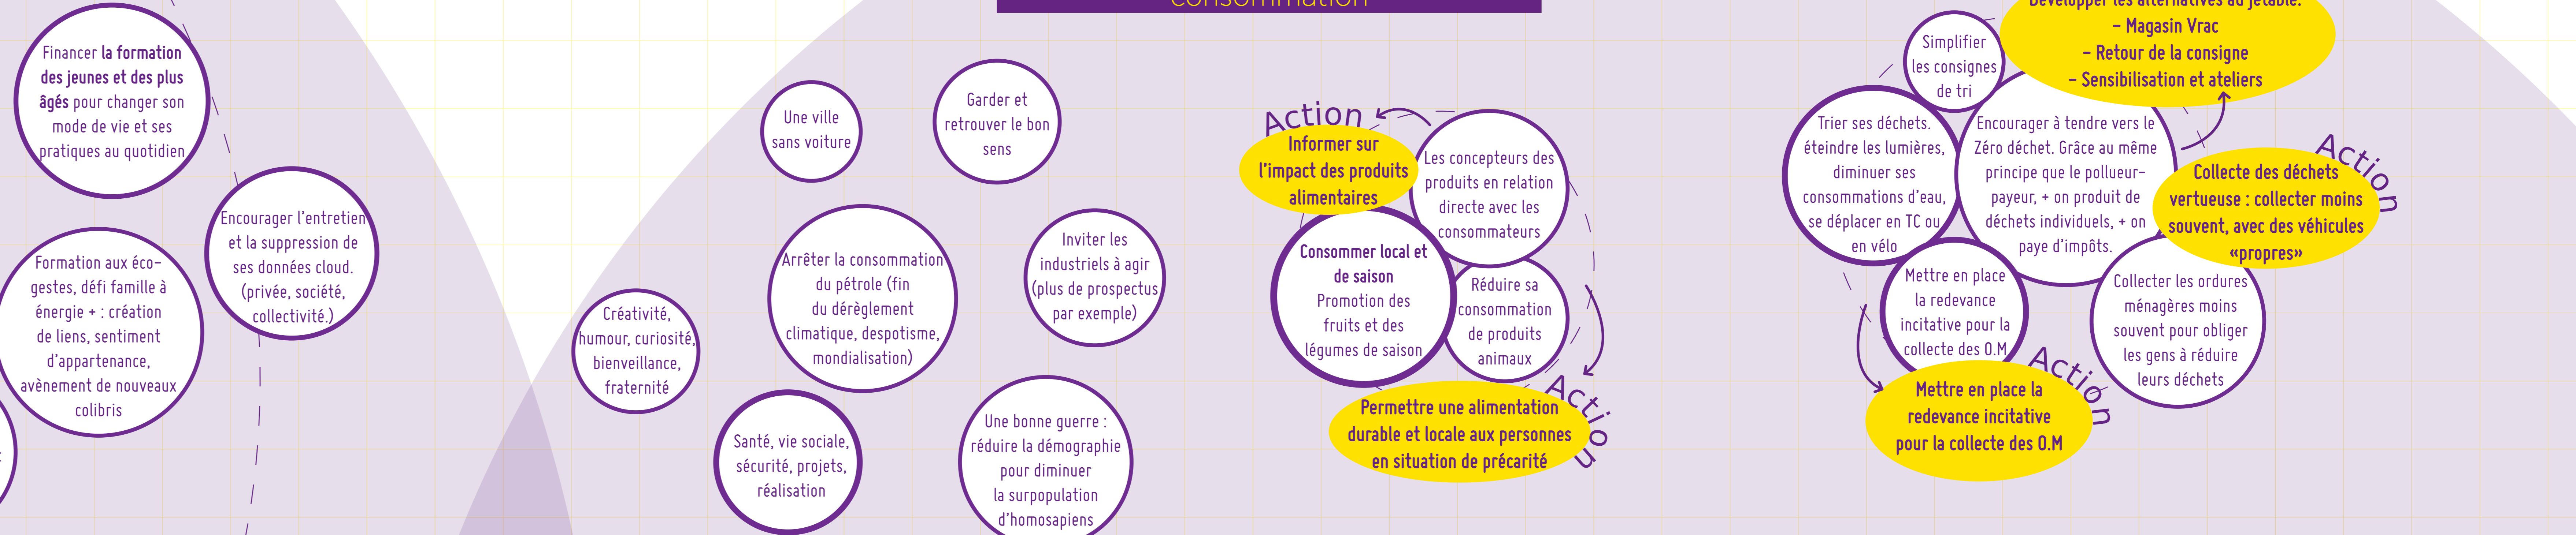 consommation
Financer la formation
des jeunes et des plus
âgés pour changer son
mode de vie et ses
pratiques au quotidien
Encourager l'entretien
et la suppression de
ses données cloud.
(privée, société,
collectivité.)
Formation aux éco-
gestes, défi famille à
énergie + : création
de liens, sentiment
d'appartenance,
avènement de nouveaux
colibris
Une ville
sans voiture
Garder et
retrouver le bon
sens
Arrêter la consommation
du pétrole (fin
du dérèglement
climatique, despotisme,
mondialisation)
Inviter les
industriels à agir
(plus de prospectus
par exemple)
Créativité,
humour, curiosité,
bienveillance,
fraternité
Santé, vie sociale,
sécurité, projets,
réalisation
Une bonne guerre :
réduire la démographie
pour diminuer
la surpopulation
d'homosapiens
Action
Informer sur
l'impact des produits
alimentaires
Les concepteurs des
produits en relation
directe avec les
consommateurs
Consommer local et
de saison
Promotion des
fruits et des
légumes de saison
Réduire sa
consommation
de produits
animaux
Action
Permettre une alimentation
durable et locale aux personnes
en situation de précarité
Simplifier
les consignes
de tri
Développer les alternatives au jetable:
- Magasin Vrac
- Retour de la consigne
- Sensibilisation et ateliers
Trier ses déchets.
éteindre les lumières,
diminuer ses
consommations d'eau,
se déplacer en TC ou
en vélo
Encourager à tendre vers le
Zéro déchet. Grâce au même
principe que le pollueur-
payeur, + on produit de
déchets individuels, + on
paye d'impôts.
Action
Collecte des déchets
vertueuse : collecter moins
souvent, avec des véhicules
«propres»
Mettre en place
la redevance
incitative pour la
collecte des O.M
Collecter les ordures
ménagères moins
souvent pour obliger
les gens à réduire
leurs déchets
Action
Mettre en place la
redevance incitative
pour la collecte des O.M